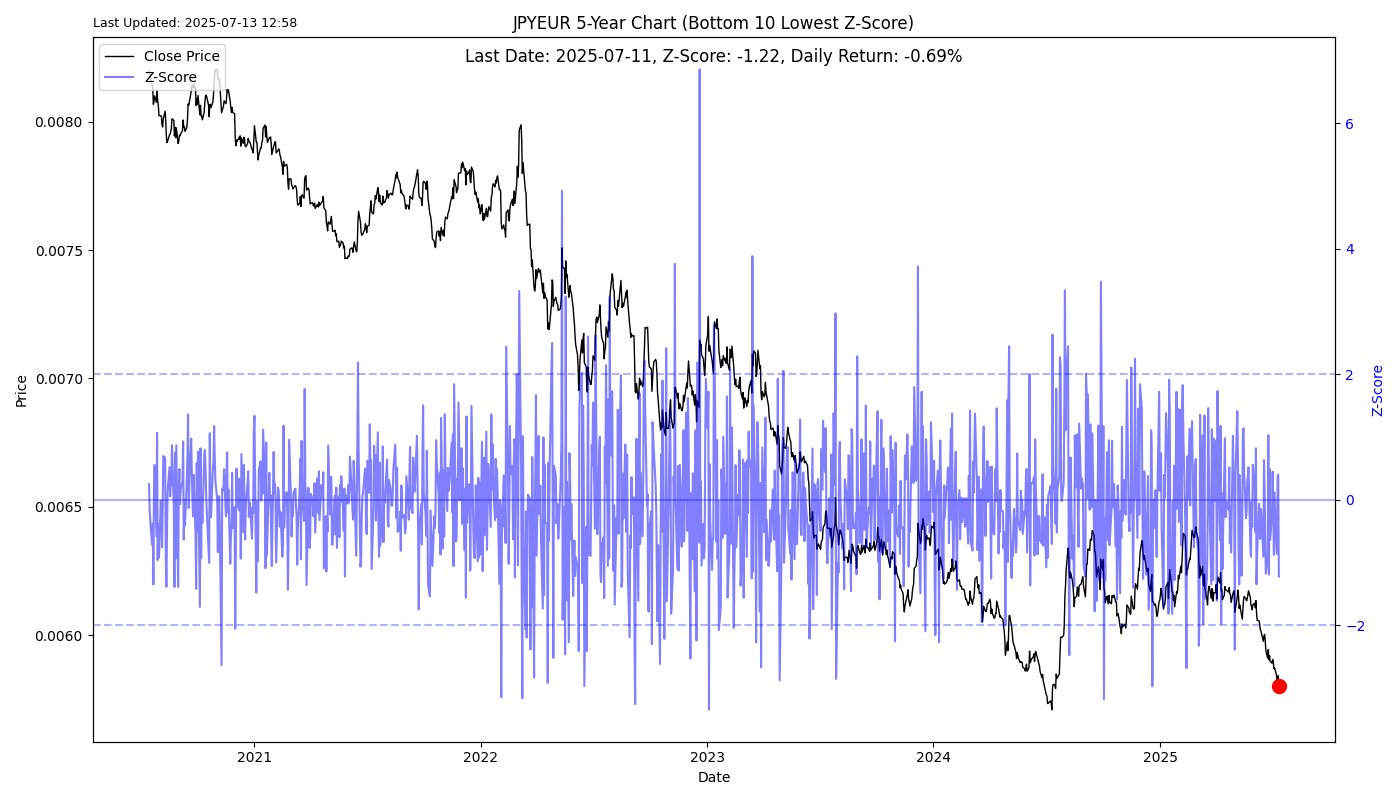 Last Updated: 2025-07-13 12:58
JPYEUR 5-Year Chart (Bottom 10 Lowest Z-Score)
Last Date: 2025-07-11, Z-Score: -1.22, Daily Return: -0.69%
Close Price
Z-Score
0.0080
0.0075
0.0070
0.0065
0.0060
Price
6
4
2
0
−2
Z-Score
2021
2022
2023
2024
2025
Date